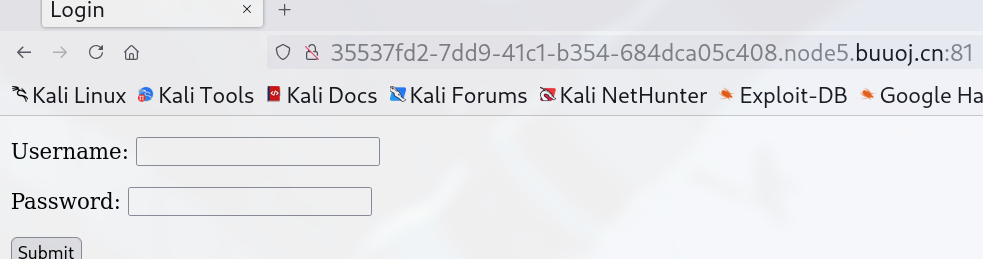 Login × +
35537fd2-7dd9-41c1-b354-684dca05c408.node5.buuoj.cn:81
Kali Linux Kali Tools Kali Docs Kali Forums Kali NetHunter Exploit-DB Google Ha
Username:
Password:
Submit